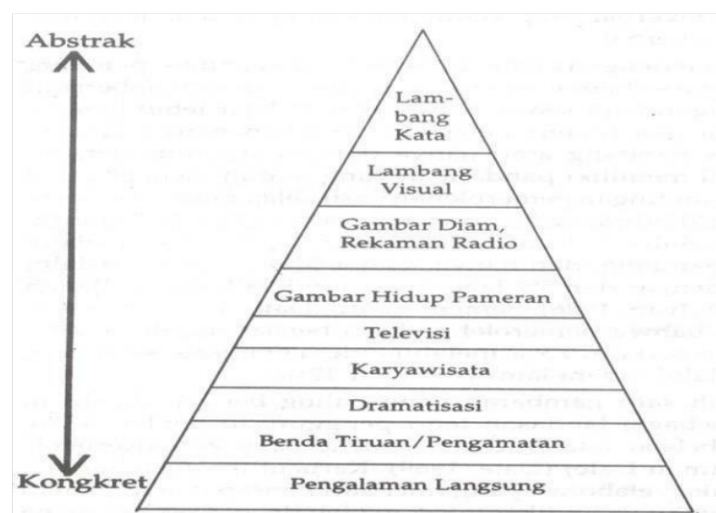 Abstrak
Lam-
bang
Kata
Lambang
Visual
Gambar Diam,
Rekaman Radio
Gambar Hidup Pameran
Televisi
Karyawisata
Dramatisasi
Benda Tiruan/Pengamatan
Pengalaman Langsung
Kongkret